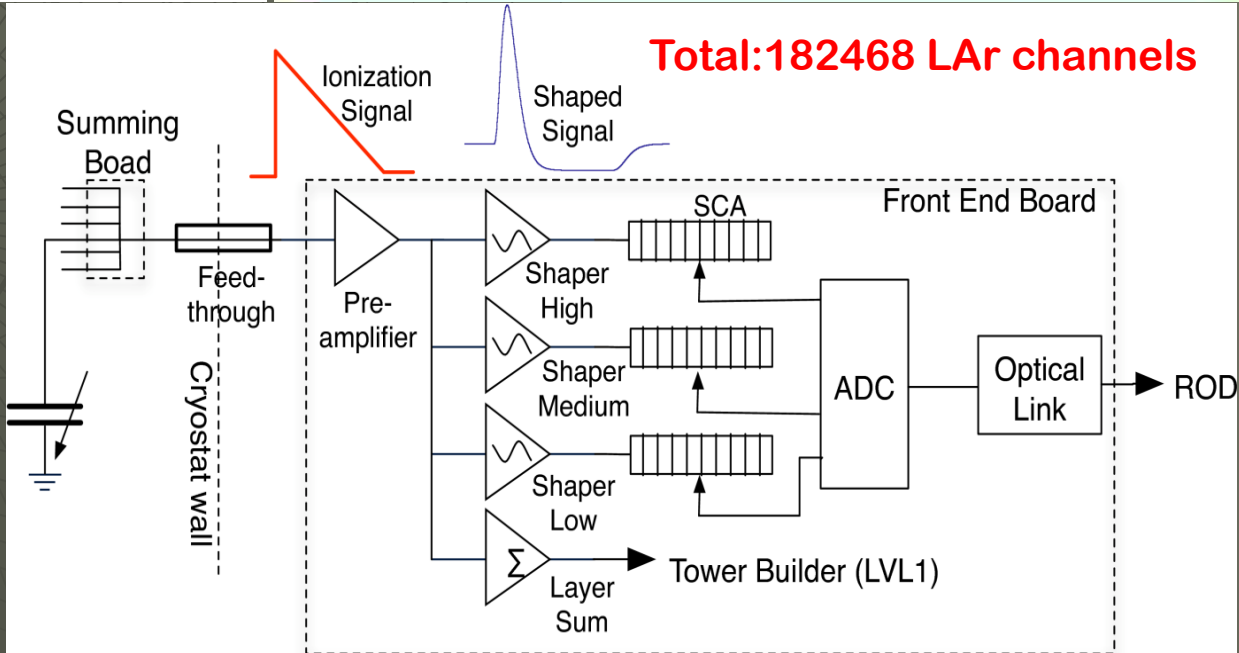 Total:182468 LAr channels
Ionization
Signal
Shaped
Signal
Summing
Boad
Front End Board
SCA
Feed-
through
Pre-
amplifier
Shaper
High
Shaper
Medium
Shaper
Low
Σ
Layer
Sum
Cryostat wall
ADC
Optical
Link
ROD
Tower Builder (LVL1)